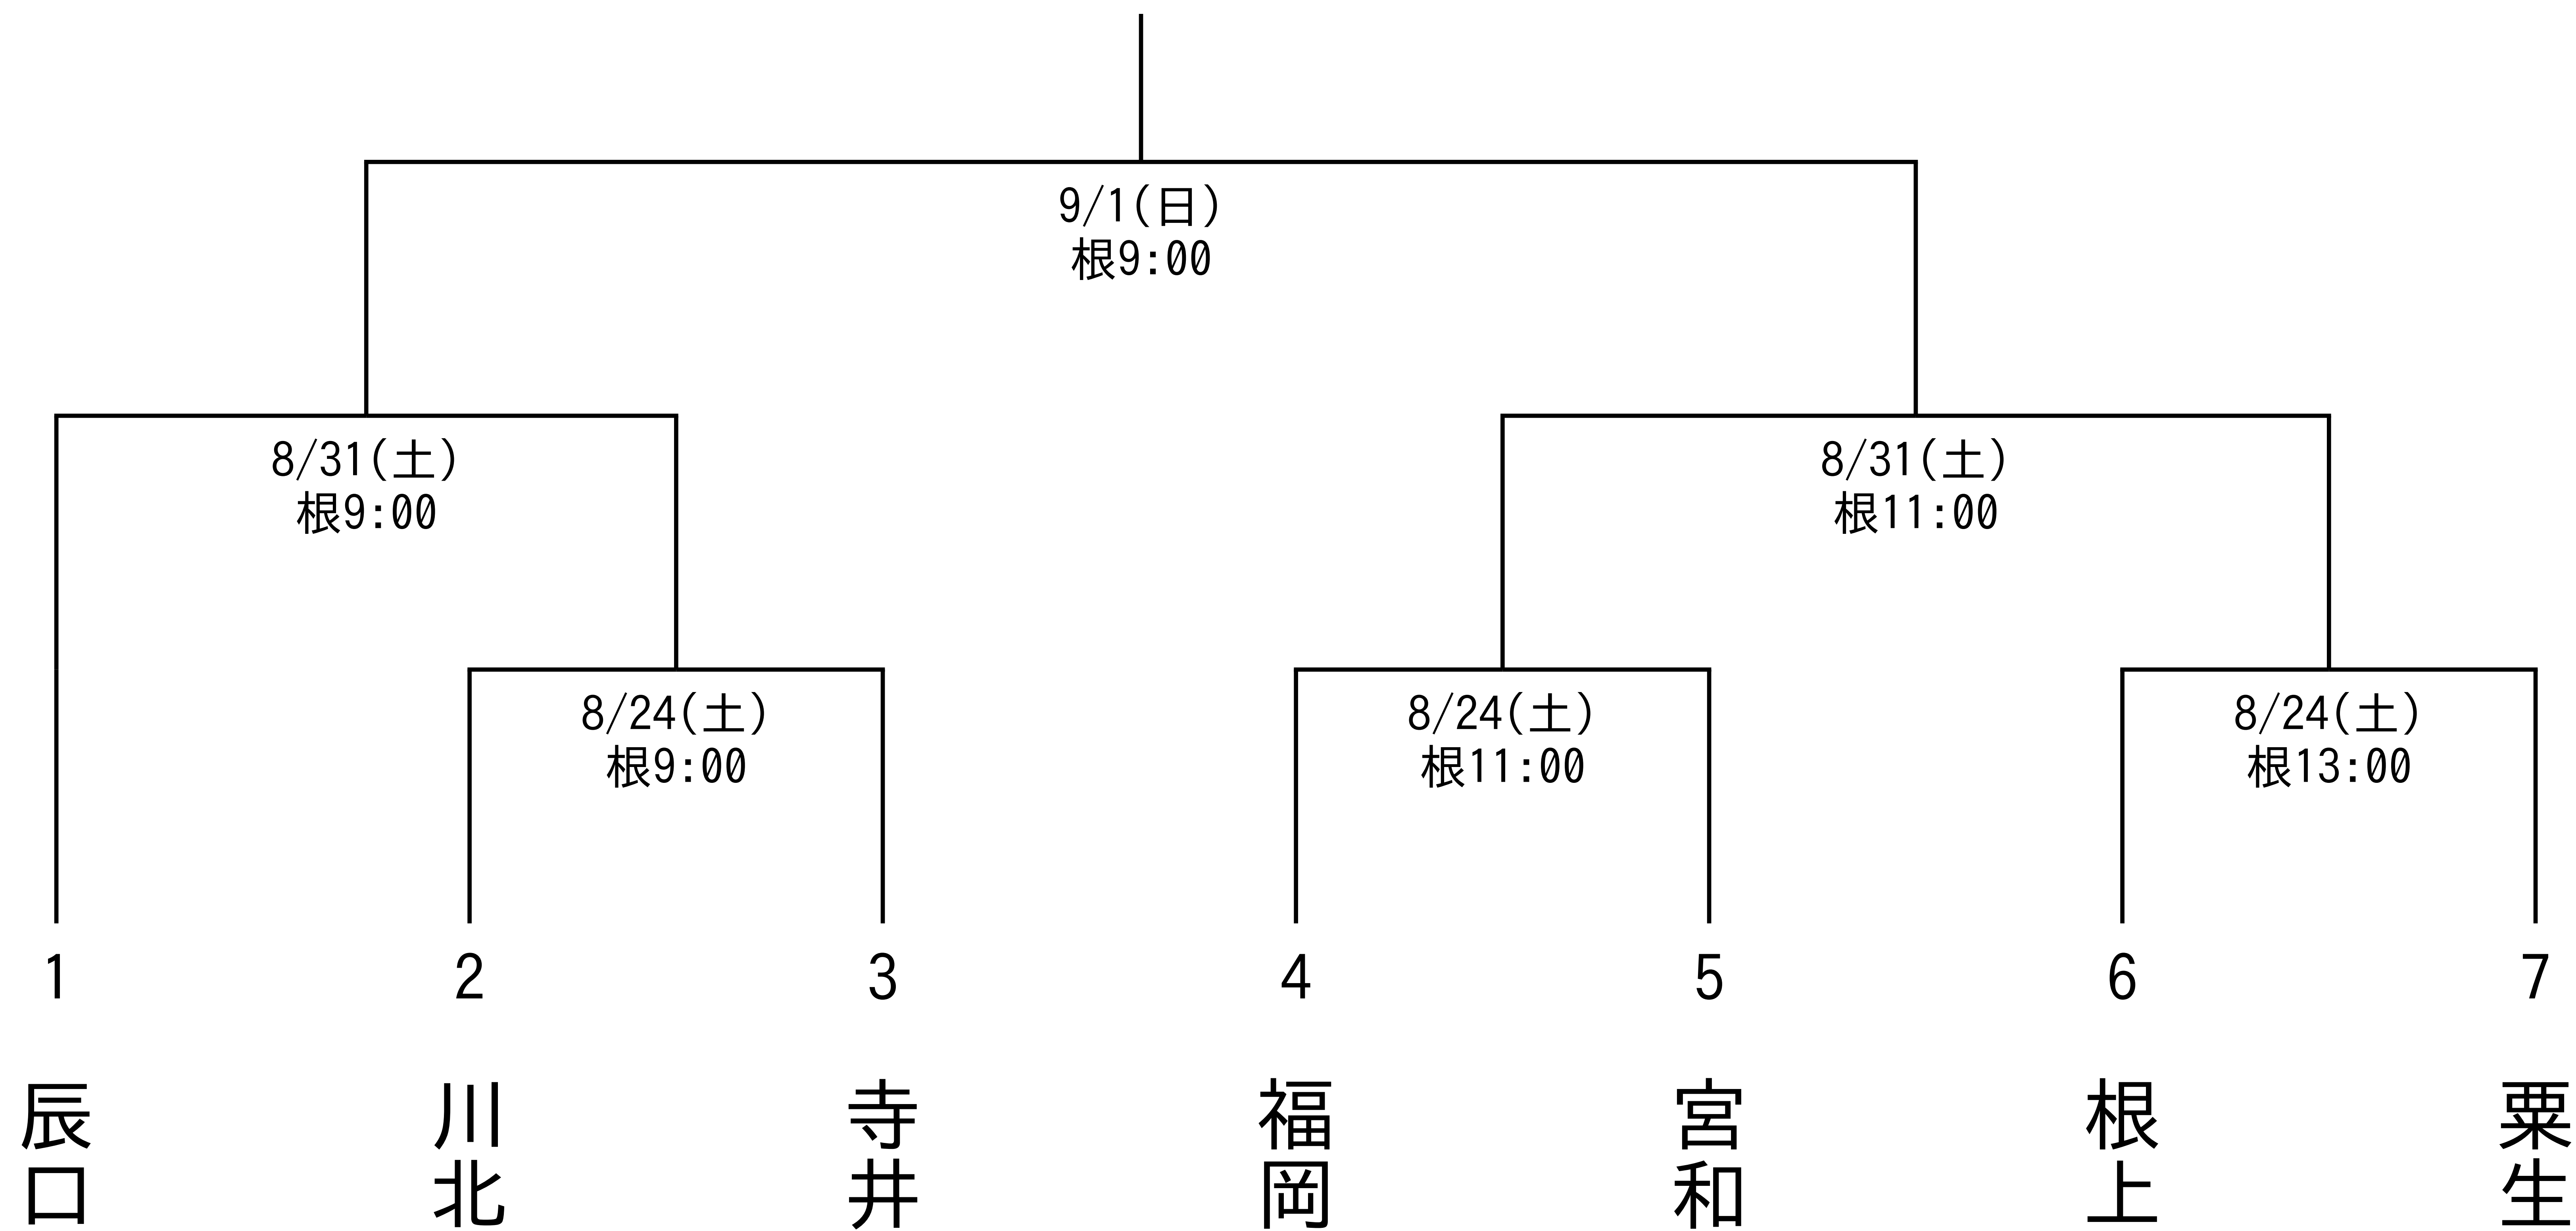 9/1(日)
根9:00
8/31(土)
根9:00
8/31(土)
根11:00
8/24(土)
根9:00
8/24(土)
根11:00
8/24(土)
根13:00
1
2
3
4
5
6
7
辰口
川北
寺井
福岡
宮和
根上
粟生